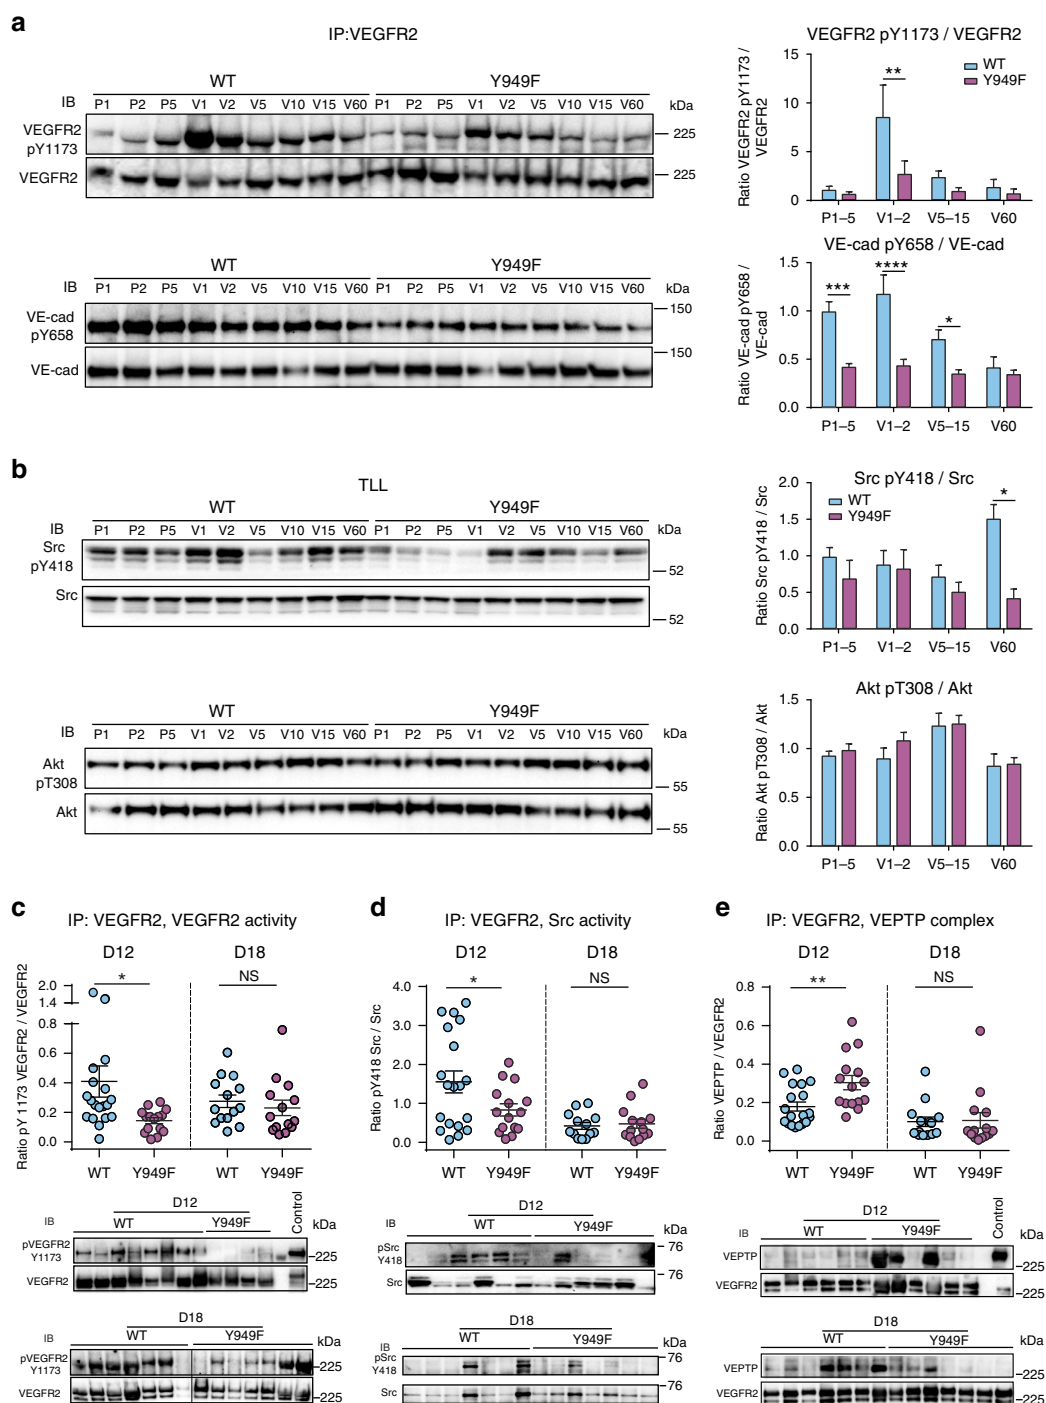 a
IP:VEGFR2
WT Y949F
IB P1 P2 P5 V1 V2 V5 V10 V15 V60 P1 P2 P5 V1 V2 V5 V10 V15 V60 kDa
VEGFR2
pY1173
225
VEGFR2
225
VEGFR2 pY1173 / VEGFR2
Ratio VEGFR2 pY1173 /
VEGFR2
15
10
5
0
WT
Y949F
**
P1–5 V1–2 V5–15 V60
WT Y949F
IB P1 P2 P5 V1 V2 V5 V10 V15 V60 P1 P2 P5 V1 V2 V5 V10 V15 V60 kDa
VE-cad
pY658
150
VE-cad
150
VE-cad pY658 / VE-cad
Ratio VE-cad pY658 /
VE-cad
1.5
1.0
0.5
0.0
*** **** *
P1–5 V1–2 V5–15 V60
b
TLL
WT Y949F
IB P1 P2 P5 V1 V2 V5 V10 V15 V60 P1 P2 P5 V1 V2 V5 V10 V15 V60 kDa
Src
pY418
52
Src
52
Src pY418 / Src
Ratio Src pY418 / Src
2.0
1.5
1.0
0.5
0.0
WT
Y949F
*
P1–5 V1–2 V5–15 V60
WT Y949F
IB P1 P2 P5 V1 V2 V5 V10 V15 V60 P1 P2 P5 V1 V2 V5 V10 V15 V60 kDa
Akt
pT308
55
Akt
55
Akt pT308 / Akt
Ratio Akt pT308 / Akt
1.5
1.0
0.5
0.0
P1–5 V1–2 V5–15 V60
c
IP: VEGFR2, VEGFR2 activity
D12 D18
* NS
Ratio pY 1173 VEGFR2 / VEGFR2
2.0
1.4
0.8
0.6
0.4
0.2
0.0
WT Y949F WT Y949F
D12
IB WT Y949F Control kDa
pVEGFR2
Y1173
225
VEGFR2
225
D18
IB WT Y949F kDa
pVEGFR2
Y1173
225
VEGFR2
225
d
IP: VEGFR2, Src activity
D12 D18
* NS
Ratio pY418 Src / Src
4.0
3.0
2.0
1.0
0.0
WT Y949F WT Y949F
D12
IB WT Y949F kDa
pSrc
Y418
76
Src
76
D18
IB WT Y949F kDa
pSrc
Y418
76
Src
76
e
IP: VEGFR2, VEPTP complex
D12 D18
** NS
Ratio VEPTP / VEGFR2
0.8
0.6
0.4
0.2
0.0
WT Y949F WT Y949F
D12
IB WT Y949F Control kDa
VEPTP
225
VEGFR2
225
D18
WT Y949F kDa
VEPTP
225
VEGFR2
225